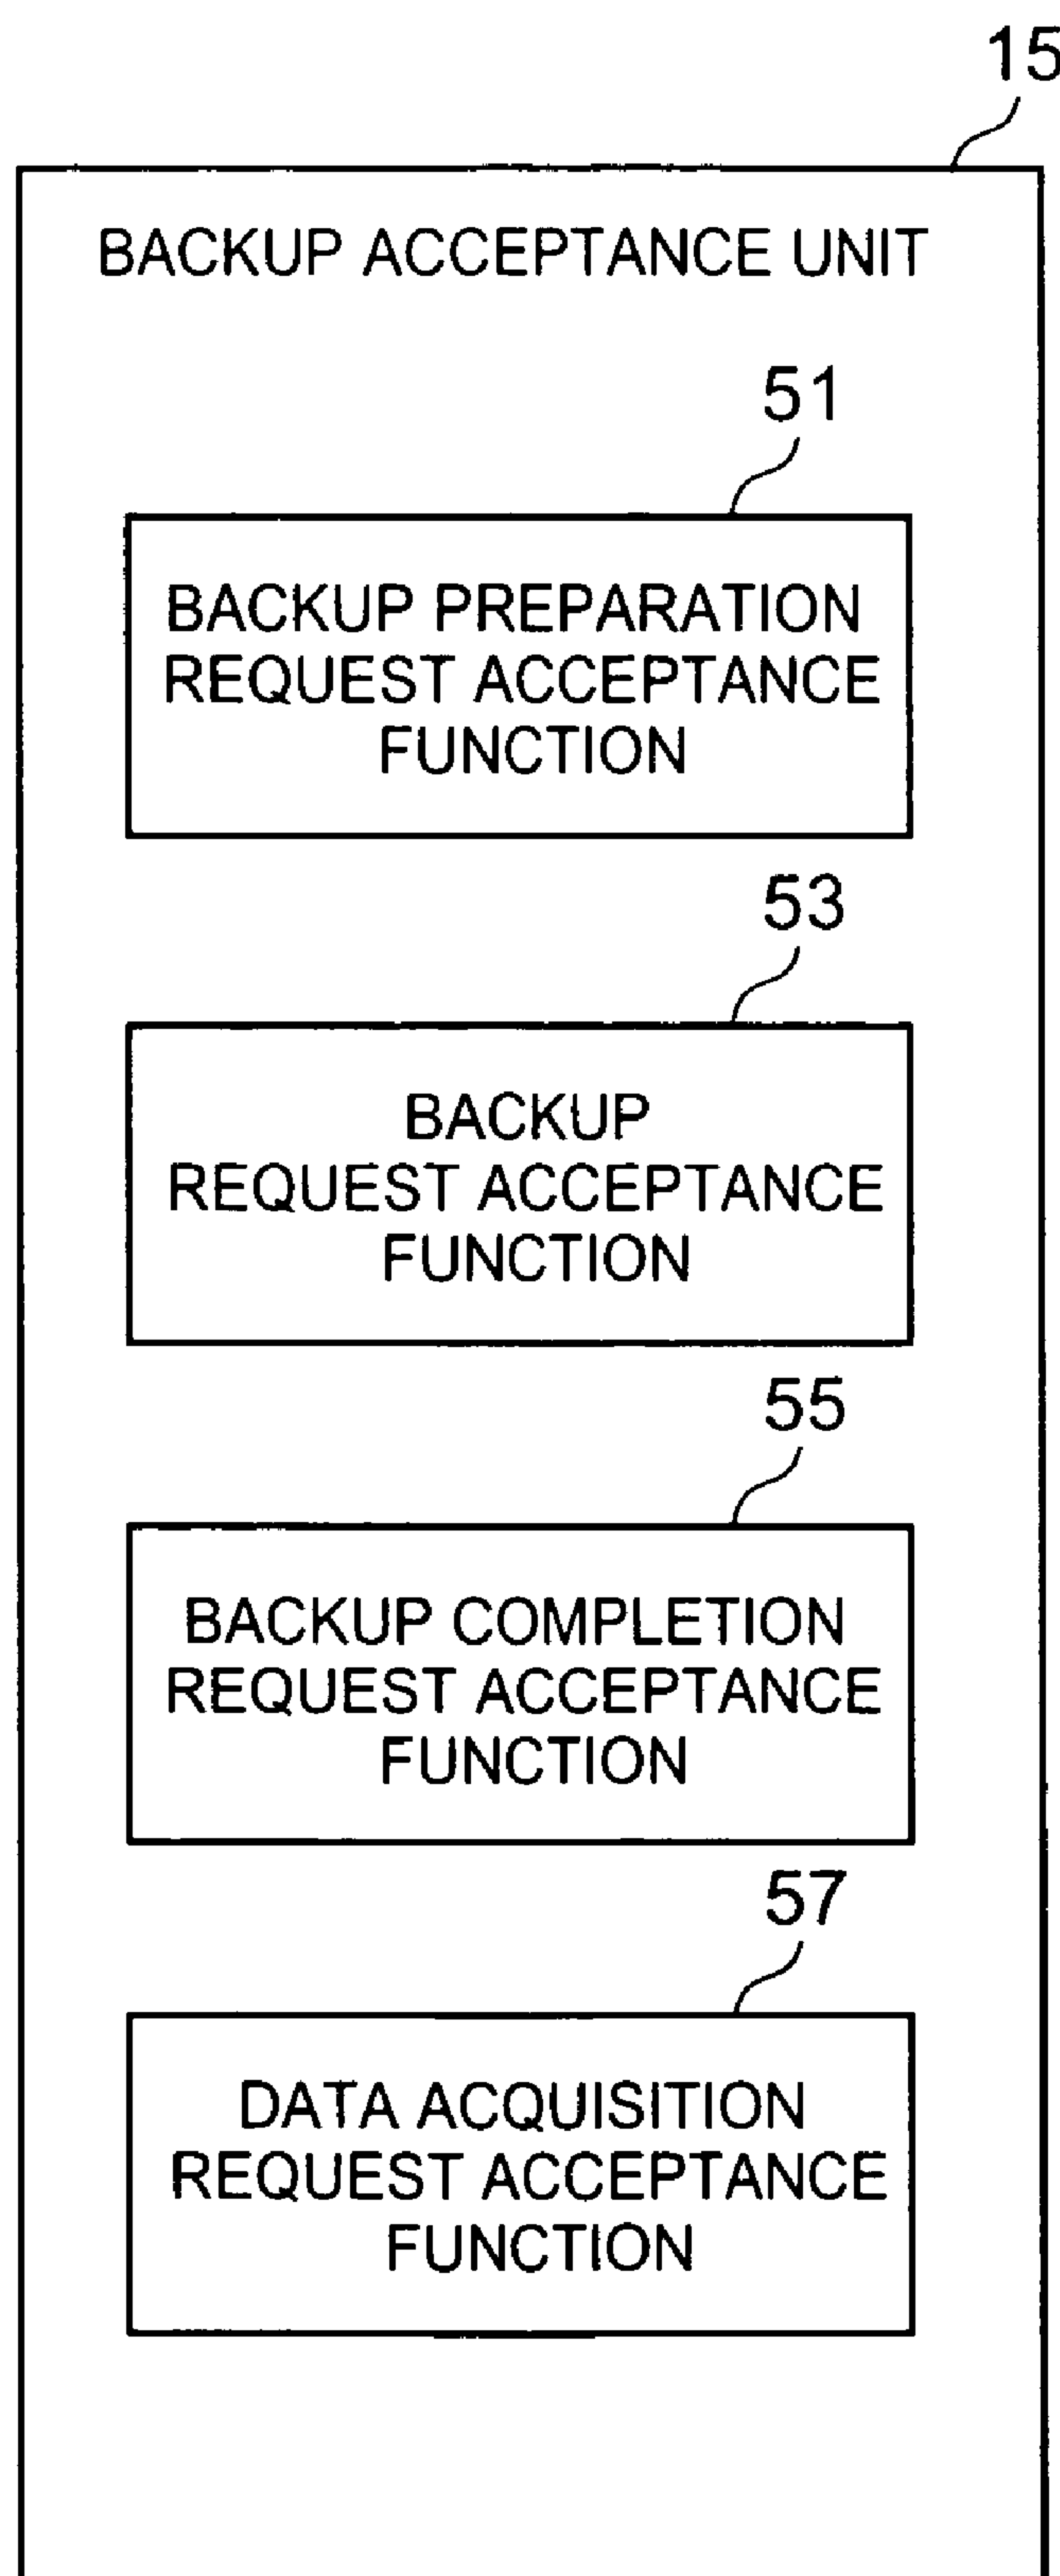 15
BACKUP ACCEPTANCE UNIT
51
BACKUP PREPARATION
REQUEST ACCEPTANCE
FUNCTION
53
BACKUP
REQUEST ACCEPTANCE
FUNCTION
55
BACKUP COMPLETION
REQUEST ACCEPTANCE
FUNCTION
57
DATA ACQUISITION
REQUEST ACCEPTANCE
FUNCTION